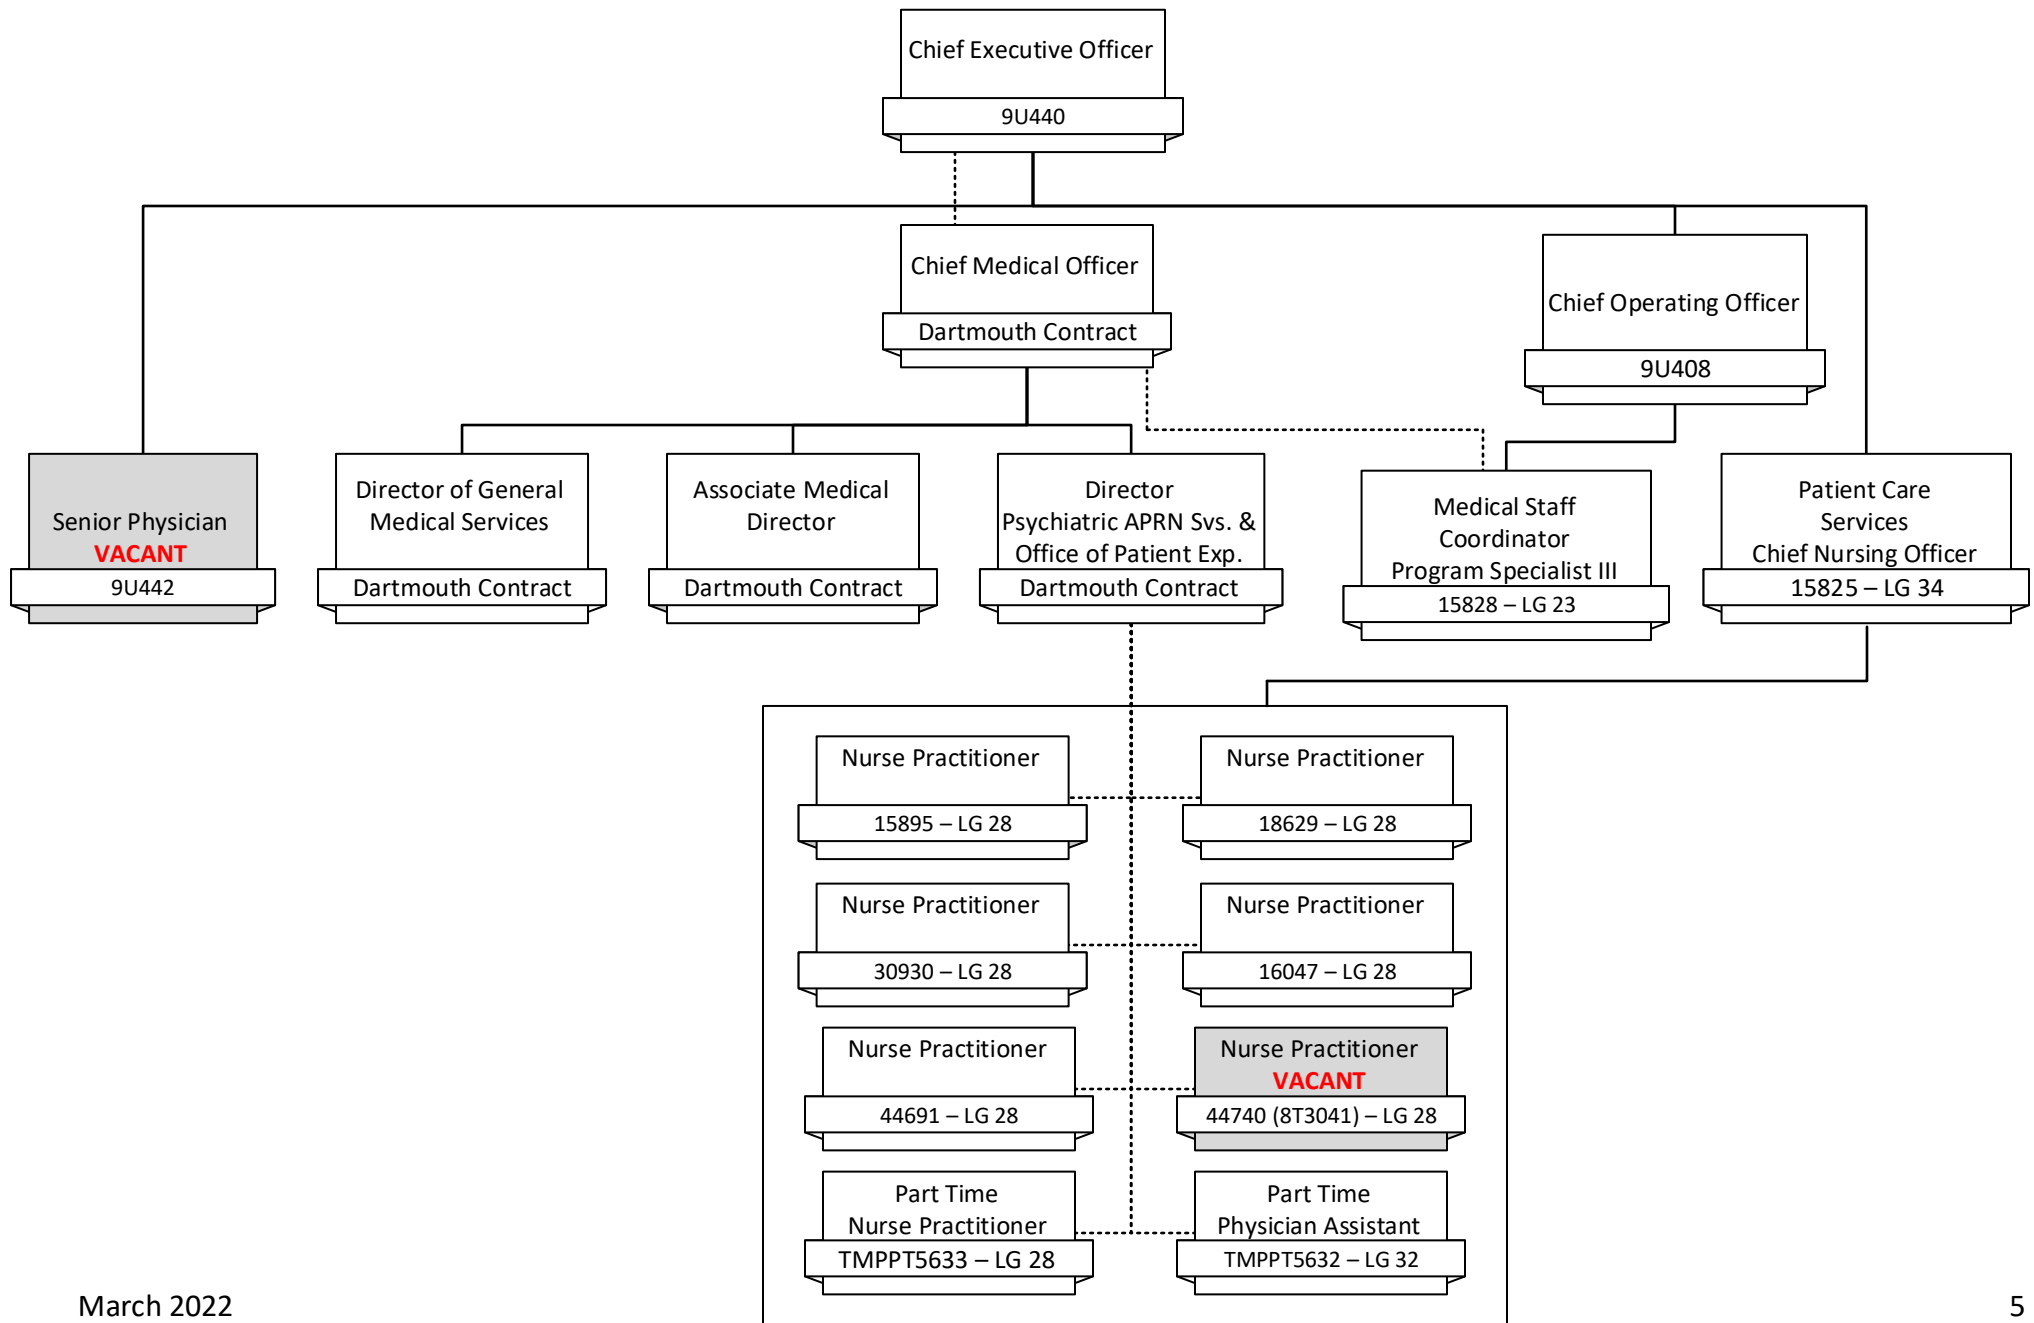 Chief Executive Officer
9U440
Chief Medical Officer
Dartmouth Contract
Chief Operating Officer
9U408
Senior Physician
VACANT
9U442
Director of General
Medical Services
Dartmouth Contract
Associate Medical
Director
Dartmouth Contract
Director
Psychiatric APRN Svs. &
Office of Patient Exp.
Dartmouth Contract
Medical Staff
Coordinator
Program Specialist III
15828 – LG 23
Patient Care
Services
Chief Nursing Officer
15825 – LG 34
Nurse Practitioner
15895 – LG 28
Nurse Practitioner
18629 – LG 28
Nurse Practitioner
30930 – LG 28
Nurse Practitioner
16047 – LG 28
Nurse Practitioner
44691 – LG 28
Nurse Practitioner
VACANT
44740 (8T3041) – LG 28
Part Time
Nurse Practitioner
TMPPT5633 – LG 28
Part Time
Physician Assistant
TMPPT5632 – LG 32
March 2022
5